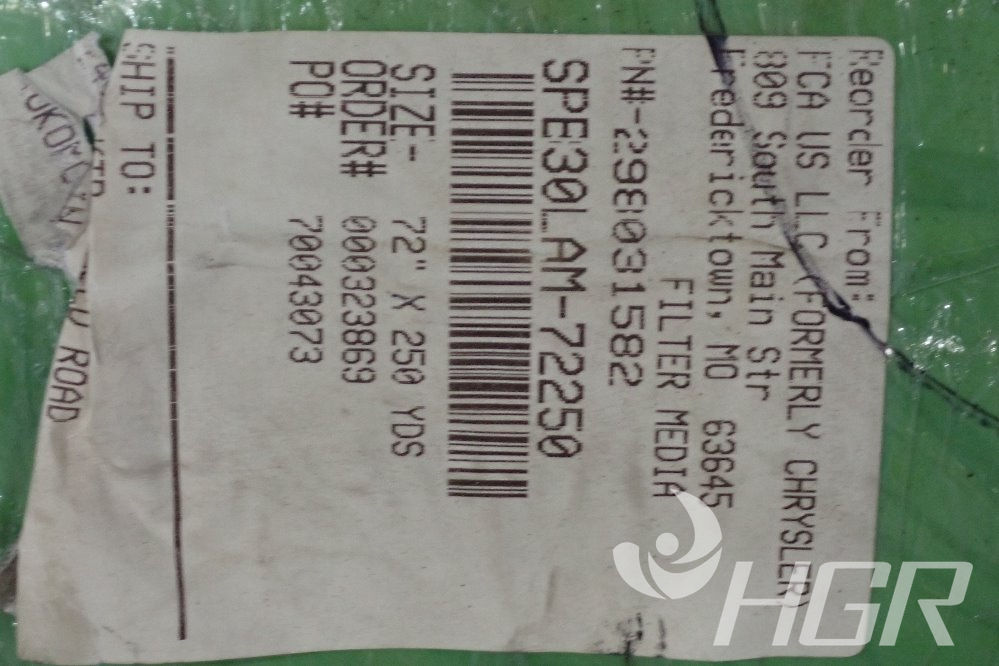 Reorder From:
FCA US LLC(FORMERLY CHRYSLER)
809 South Main Str
Fredericktown, MO 63645
FILTER MEDIA
PN#-2980031582
SPE30LAM-72250
SIZE- 72" X 250 YDS
ORDER# 000323869
PO# 70043073
SHIP TO:
ROAD
HGR